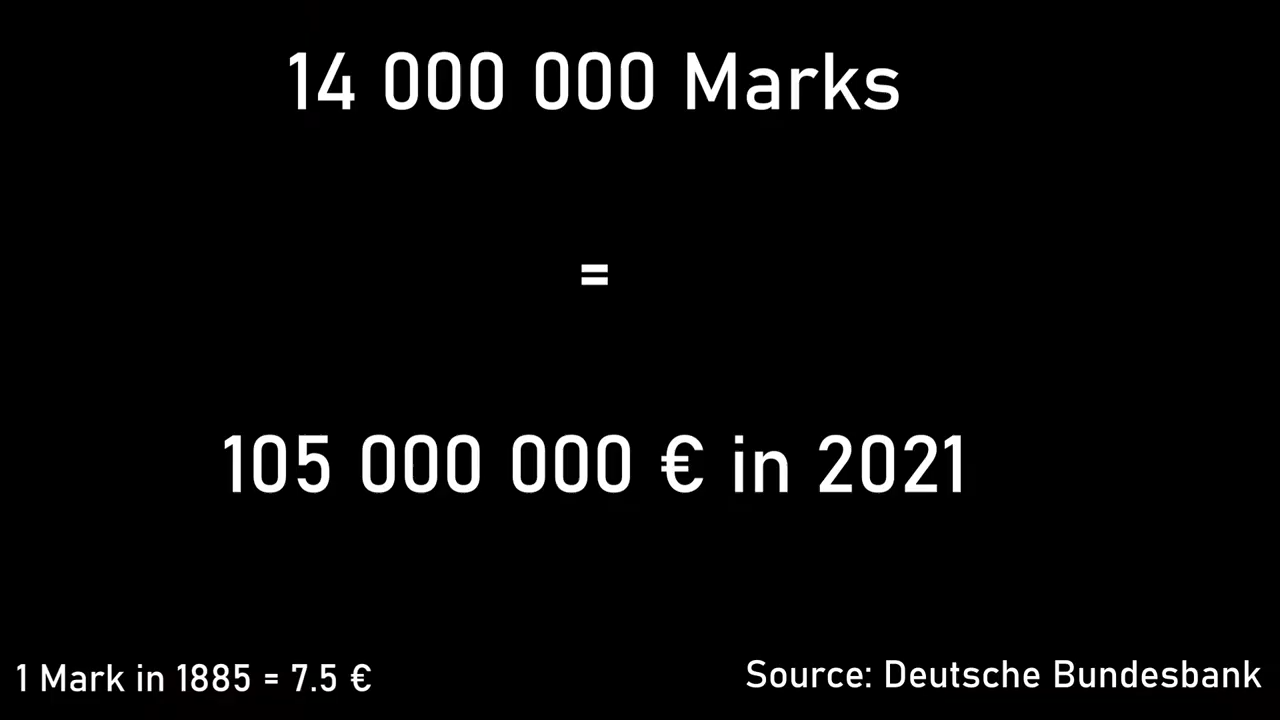 14 000 000 Marks
=
105 000 000 € in 2021
1 Mark in 1885 = 7.5 €
Source: Deutsche Bundesbank